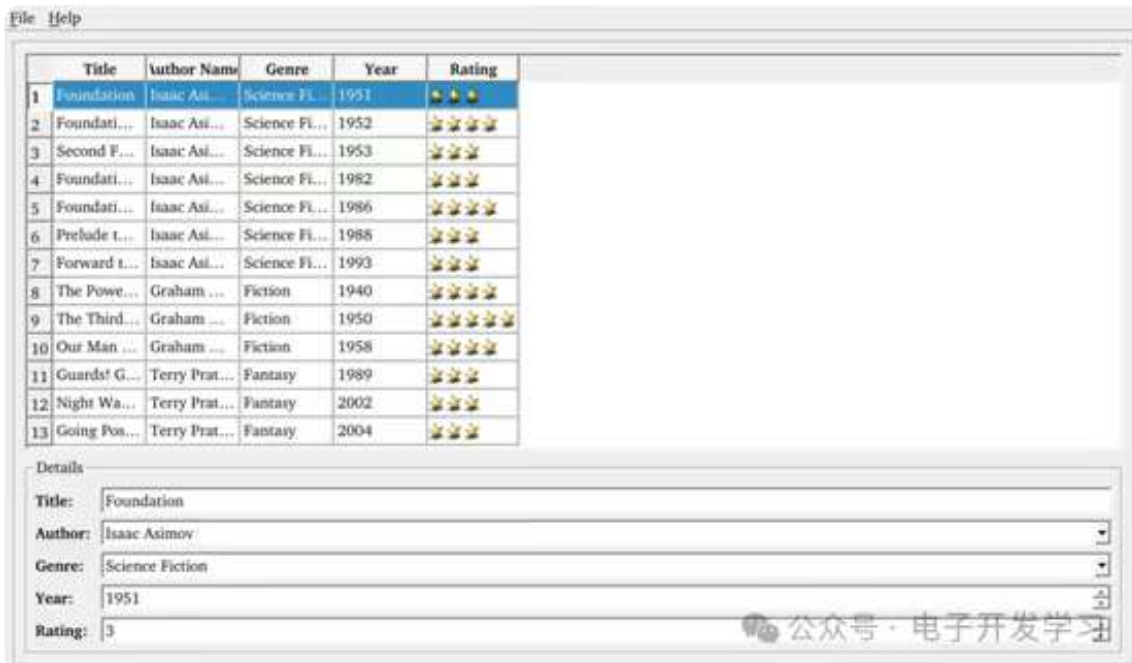 File Help
Title Author Name Genre Year Rating
1 Foundation Isaac Asi... Science Fi... 1951
2 Foundati... Isaac Asi... Science Fi... 1952
3 Second F... Isaac Asi... Science Fi... 1953
4 Foundati... Isaac Asi... Science Fi... 1982
5 Foundati... Isaac Asi... Science Fi... 1986
6 Prelude t... Isaac Asi... Science Fi... 1988
7 Forward t... Isaac Asi... Science Fi... 1993
8 The Powe... Graham ... Fiction 1940
9 The Third... Graham ... Fiction 1950
10 Our Man ... Graham ... Fiction 1958
11 Guards! G... Terry Prat... Fantasy 1989
12 Night Wa... Terry Prat... Fantasy 2002
13 Going Pos... Terry Prat... Fantasy 2004
Details
Title: Foundation
Author: Isaac Asimov
Genre: Science Fiction
Year: 1951
Rating: 3
公众号 · 电子开发学习